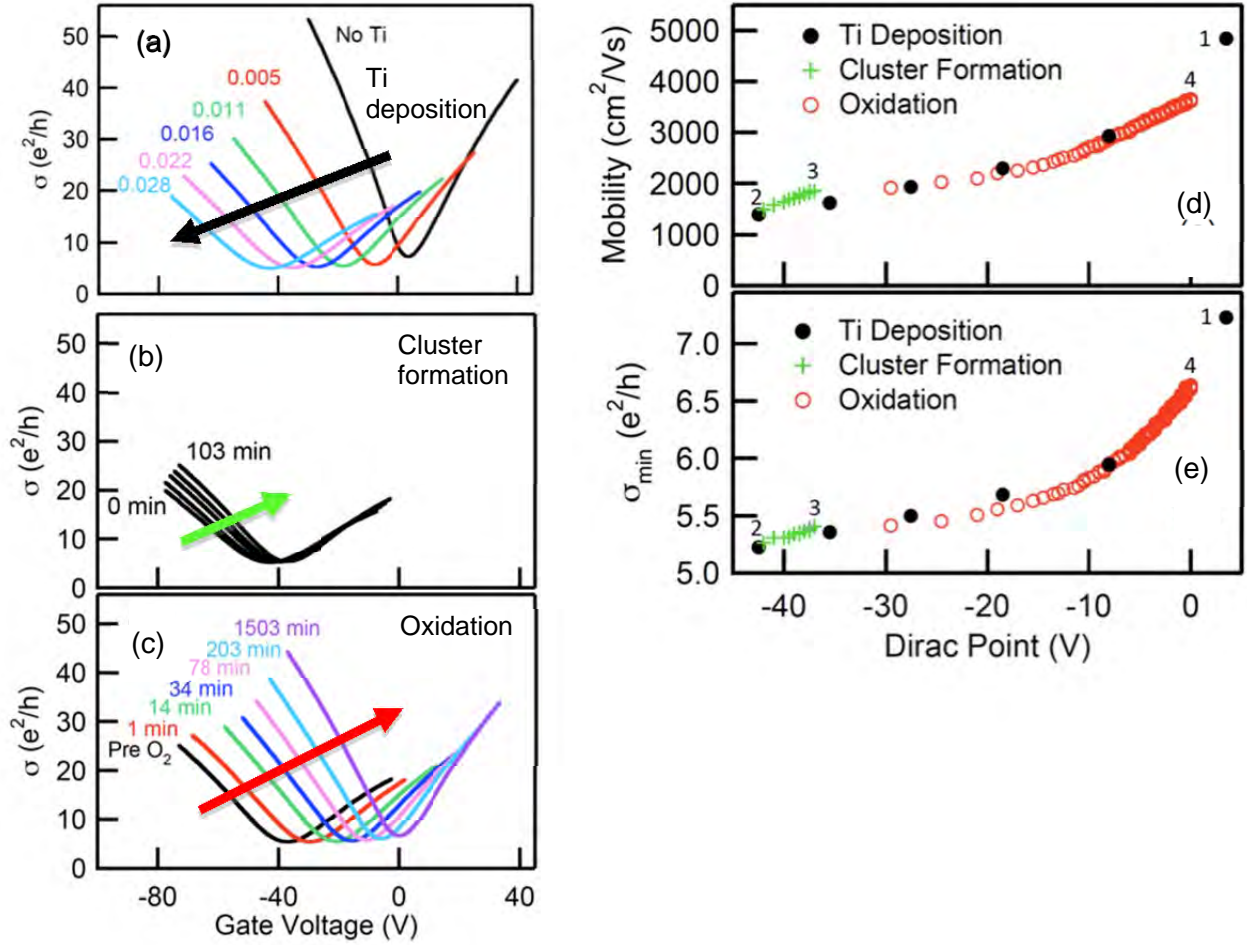 (a)
No Ti
Ti
deposition
0.005
0.011
0.016
0.022
0.028
σ (e²/h)
50
40
30
20
10
0
(b)
Cluster
formation
103 min
0 min
σ (e²/h)
50
40
30
20
10
0
(c)
Oxidation
1503 min
203 min
78 min
34 min
14 min
1 min
Pre O₂
σ (e²/h)
50
40
30
20
10
0
-80
-40
0
40
Gate Voltage (V)
5000
4000
3000
2000
1000
0
Mobility (cm²/Vs)
Ti Deposition
Cluster Formation
Oxidation
1
2
3
4
(d)
7.0
6.5
6.0
5.5
5.0
σmin (e²/h)
Ti Deposition
Cluster Formation
Oxidation
1
2
3
4
(e)
-40
-30
-20
-10
0
Dirac Point (V)